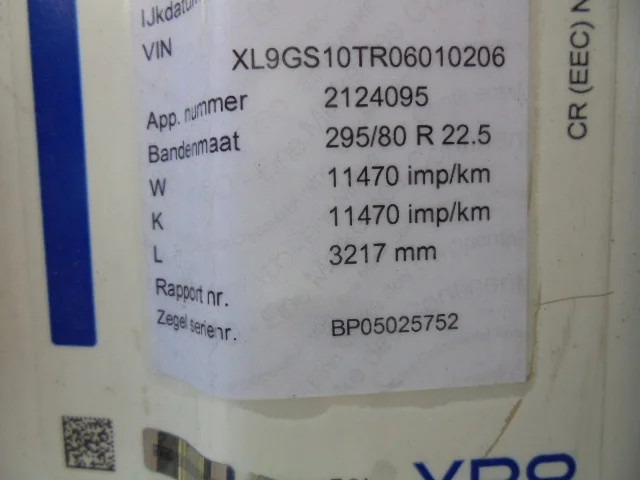 IJkdatum
VIN XL9GS10TR06010206
App. nummer 2124095
Bandenmaat 295/80 R 22.5
W 11470 imp/km
K 11470 imp/km
L 3217 mm
Rapport nr.
Zegel serienr. BP05025752
CR (EEC) N